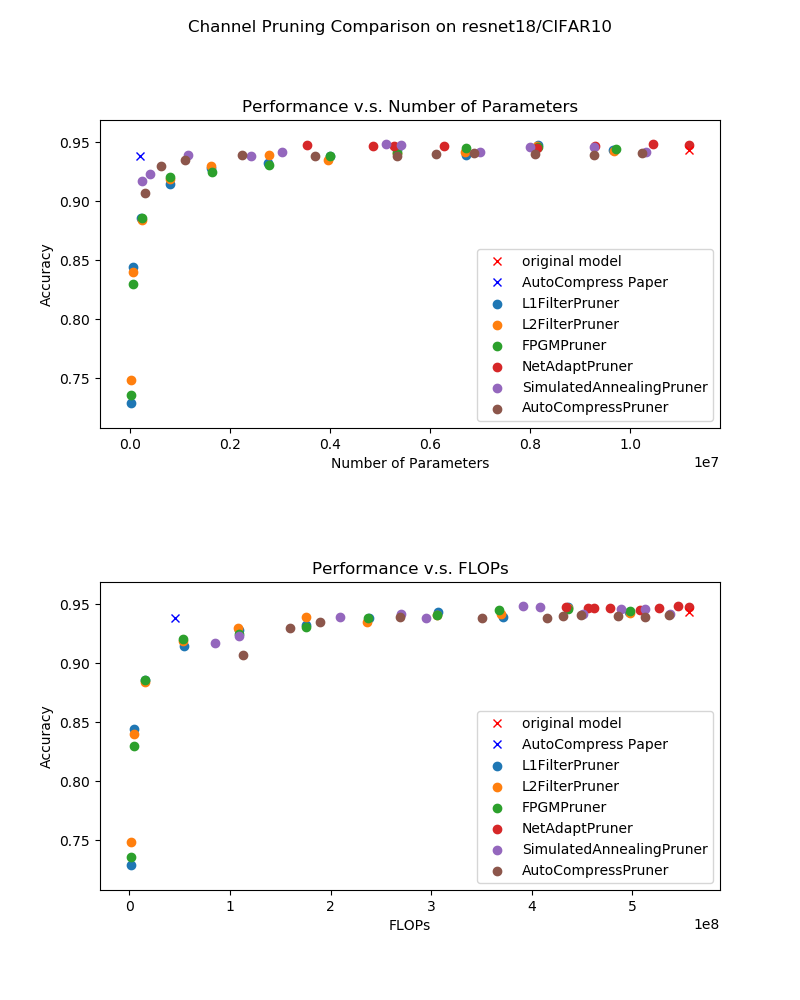 Channel Pruning Comparison on resnet18/CIFAR10
Performance v.s. Number of Parameters
0.95
0.90
0.85
0.80
0.75
Accuracy
original model
AutoCompress Paper
L1FilterPruner
L2FilterPruner
FPGMPruner
NetAdaptPruner
SimulatedAnnealingPruner
AutoCompressPruner
0.0 0.2 0.4 0.6 0.8 1.0
1e7
Number of Parameters
Performance v.s. FLOPs
0.95
0.90
0.85
0.80
0.75
Accuracy
original model
AutoCompress Paper
L1FilterPruner
L2FilterPruner
FPGMPruner
NetAdaptPruner
SimulatedAnnealingPruner
AutoCompressPruner
0 1 2 3 4 5
1e8
FLOPs